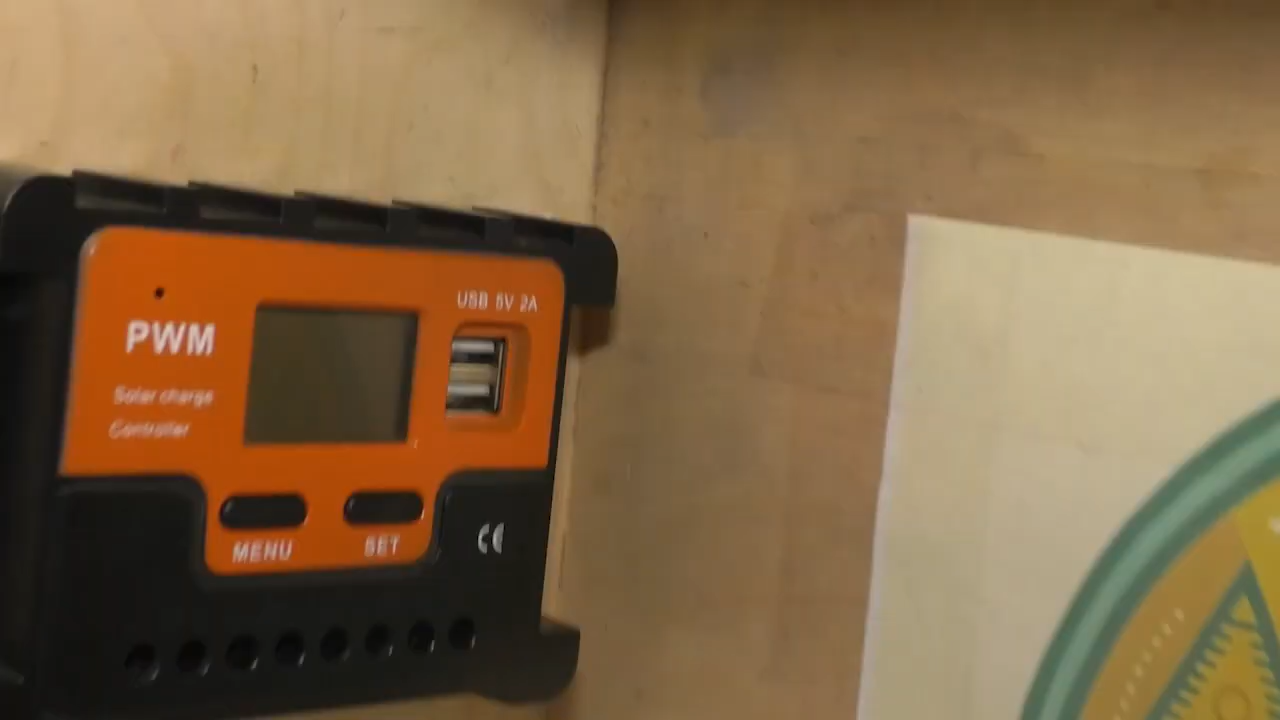 USB 5V 2A
PWM
Solar charge
Controller
MENU SET
CE